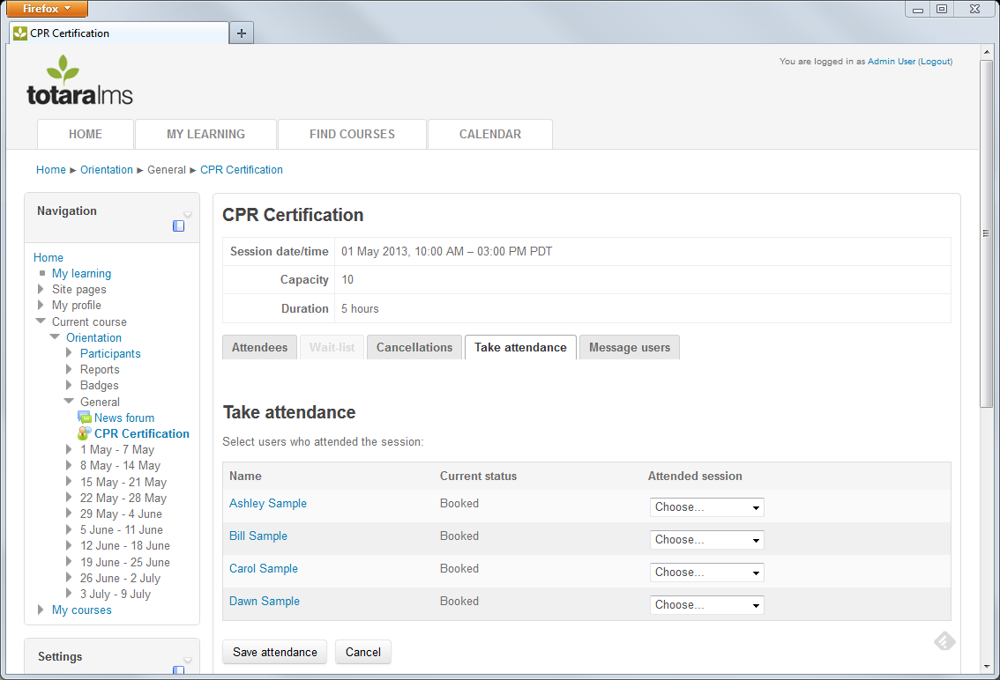 Firefox
CPR Certification
You are logged in as Admin User (Logout)
totaralms
HOME MY LEARNING FIND COURSES CALENDAR
Home ► Orientation ► General ► CPR Certification
Navigation
Home
My learning
Site pages
My profile
Current course
Orientation
Participants
Reports
Badges
General
News forum
CPR Certification
1 May - 7 May
8 May - 14 May
15 May - 21 May
22 May - 28 May
29 May - 4 June
5 June - 11 June
12 June - 18 June
19 June - 25 June
26 June - 2 July
3 July - 9 July
My courses
Settings
CPR Certification
Session date/time 01 May 2013, 10:00 AM – 03:00 PM PDT
Capacity 10
Duration 5 hours
Attendees Wait-list Cancellations Take attendance Message users
Take attendance
Select users who attended the session:
Name Current status Attended session
Ashley Sample Booked Choose...
Bill Sample Booked Choose...
Carol Sample Booked Choose...
Dawn Sample Booked Choose...
Save attendance Cancel